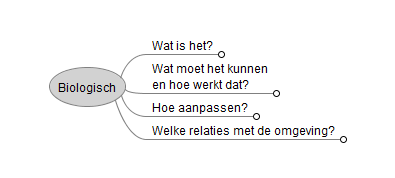 Wat is het?
Wat moet het kunnen
en hoe werkt dat?
Biologisch
Hoe aanpassen?
Welke relaties met de omgeving?